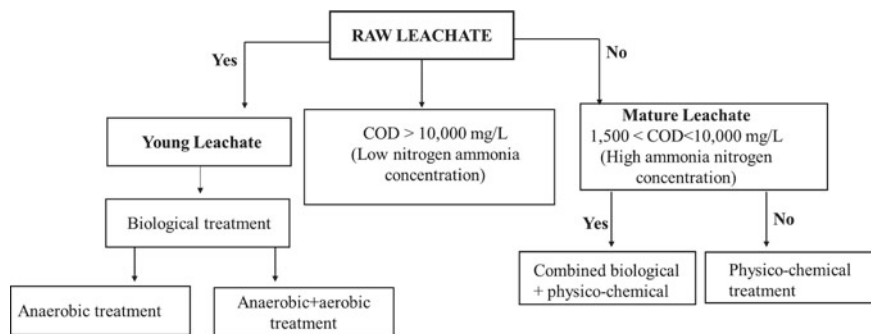 RAW LEACHATE
Yes
No
Young Leachate
COD > 10,000 mg/L
(Low nitrogen ammonia
concentration)
Mature Leachate
1,500 < COD<10,000 mg/L
(High ammonia nitrogen
concentration)
Biological treatment
Yes
No
Anaerobic treatment
Anaerobic+aerobic
treatment
Combined biological
+ physico-chemical
Physico-chemical
treatment